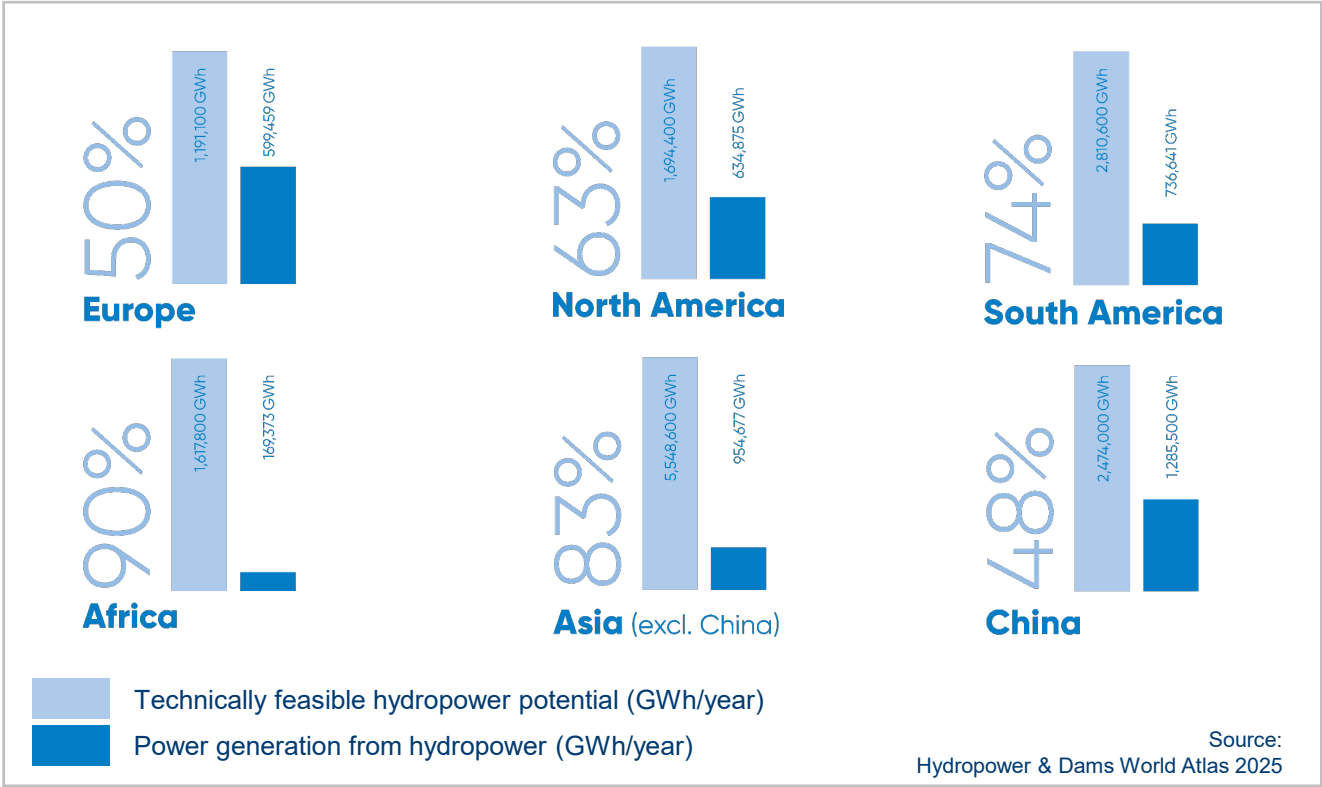 50%
1,191,100 GWh
599,459 GWh
Europe
63%
1,694,400 GWh
634,875 GWh
North America
74%
2,810,600 GWh
736,641 GWh
South America
90%
1,617,800 GWh
169,373 GWh
Africa
83%
5,548,600 GWh
954,677 GWh
Asia (excl. China)
48%
2,474,000 GWh
1,285,500 GWh
China
Technically feasible hydropower potential (GWh/year)
Power generation from hydropower (GWh/year)
Source:
Hydropower & Dams World Atlas 2025